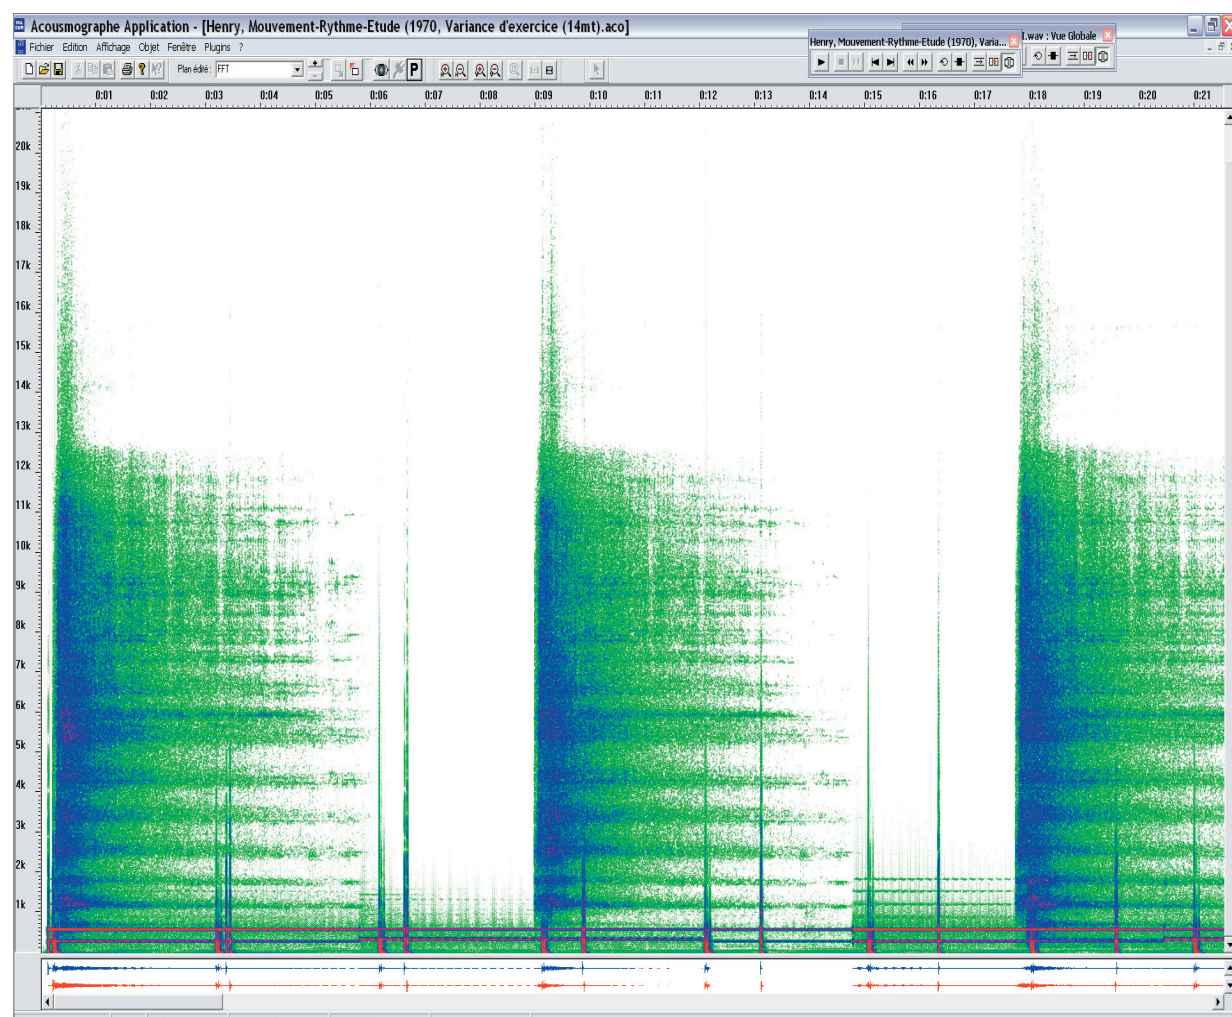 Acousmographe Application - [Henry, Mouvement-Rythme-Etude (1970, Variance d'exercice (14mt).aco]
Fichier Edition Affichage Objet Fenêtre Plugins ?
Henry, Mouvement-Rythme-Etude (1970), Varia...
I.wav : Vue Globale
Plan édité : FFT
P
0:01 0:02 0:03 0:04 0:05 0:06 0:07 0:08 0:09 0:10 0:11 0:12 0:13 0:14 0:15 0:16 0:17 0:18 0:19 0:20 0:21
20k
19k
18k
17k
16k
15k
14k
13k
12k
11k
10k
9k
8k
7k
6k
5k
4k
3k
2k
1k